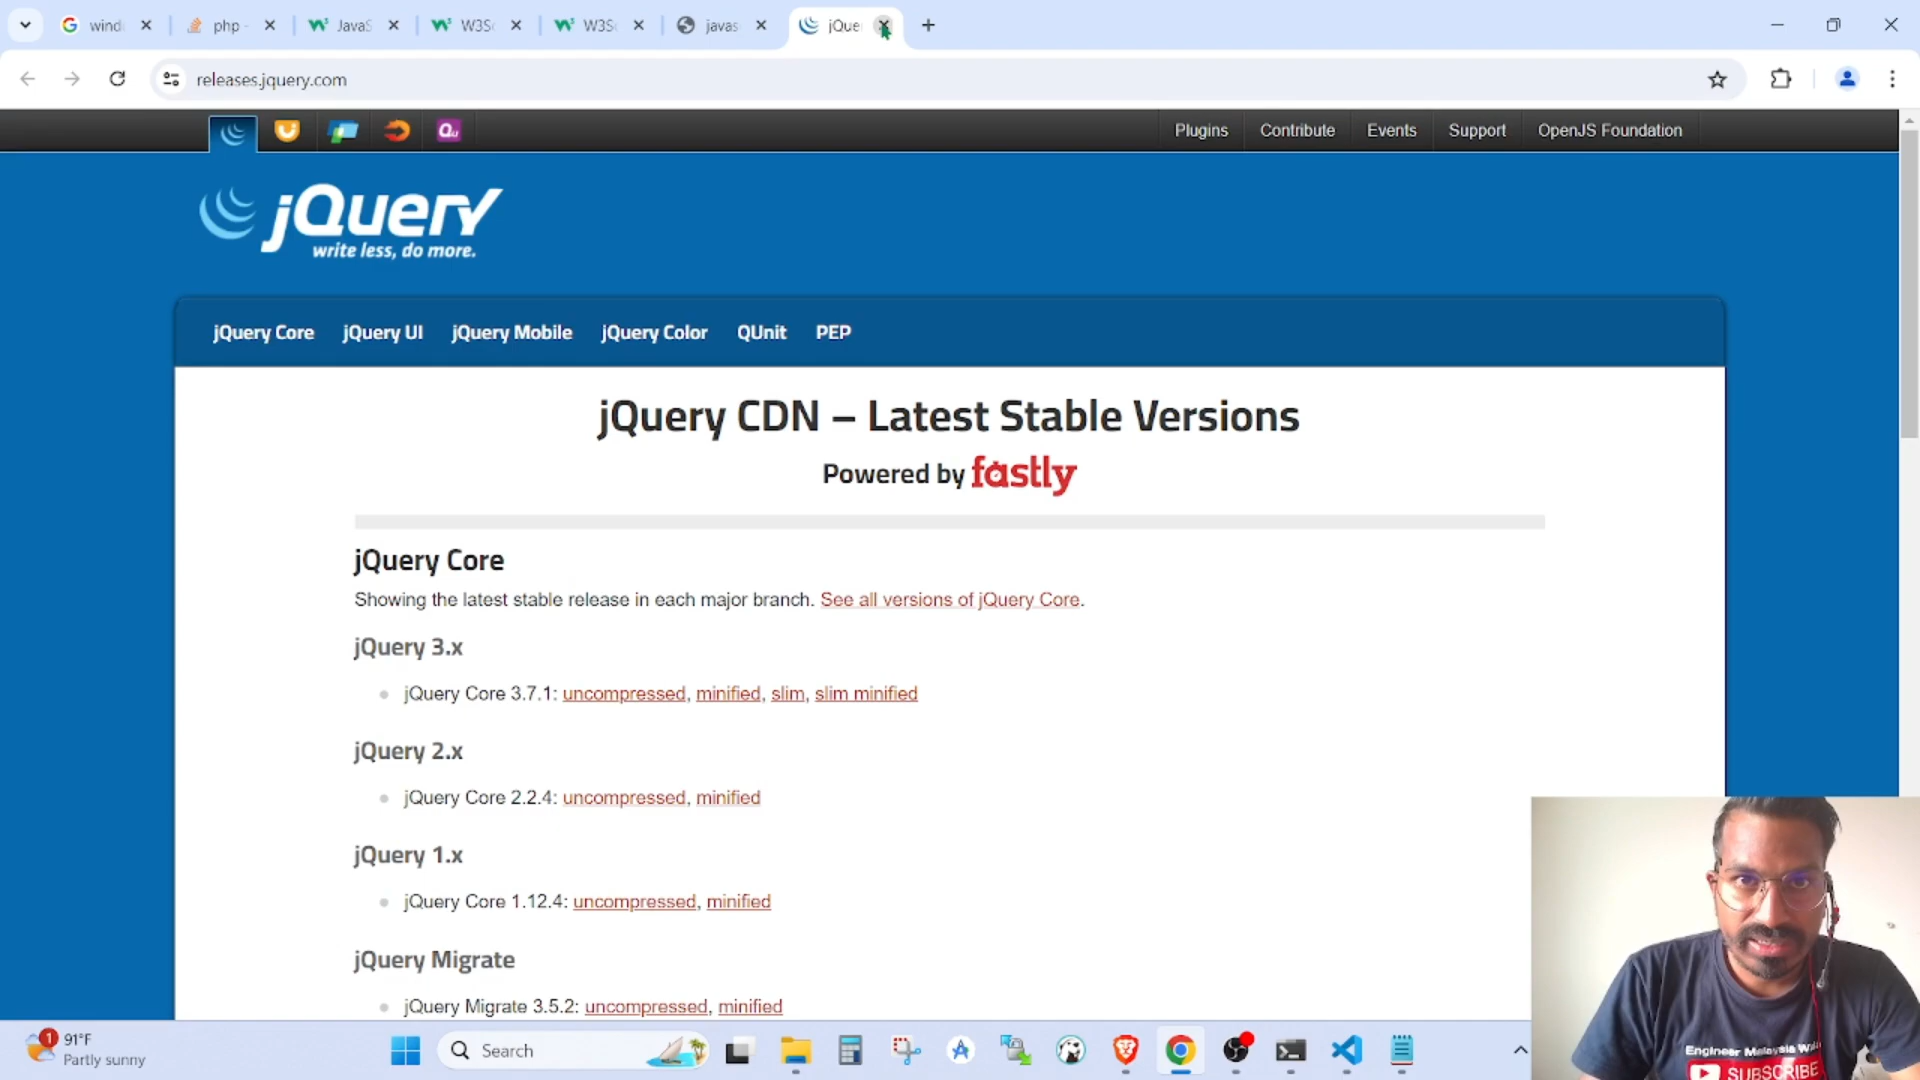 wind
php
JavaS
W3Sc
W3Sc
javas
jQue
releases.jquery.com
Plugins
Contribute
Events
Support
OpenJS Foundation
jQuery
write less, do more.
jQuery Core
jQuery UI
jQuery Mobile
jQuery Color
QUnit
PEP
jQuery CDN – Latest Stable Versions
Powered by fastly
jQuery Core
Showing the latest stable release in each major branch. See all versions of jQuery Core.
jQuery 3.x
jQuery Core 3.7.1: uncompressed, minified, slim, slim minified
jQuery 2.x
jQuery Core 2.2.4: uncompressed, minified
jQuery 1.x
jQuery Core 1.12.4: uncompressed, minified
jQuery Migrate
jQuery Migrate 3.5.2: uncompressed, minified
1
91°F
Partly sunny
Search
Engineer Malaysia
SUBSCRIBE